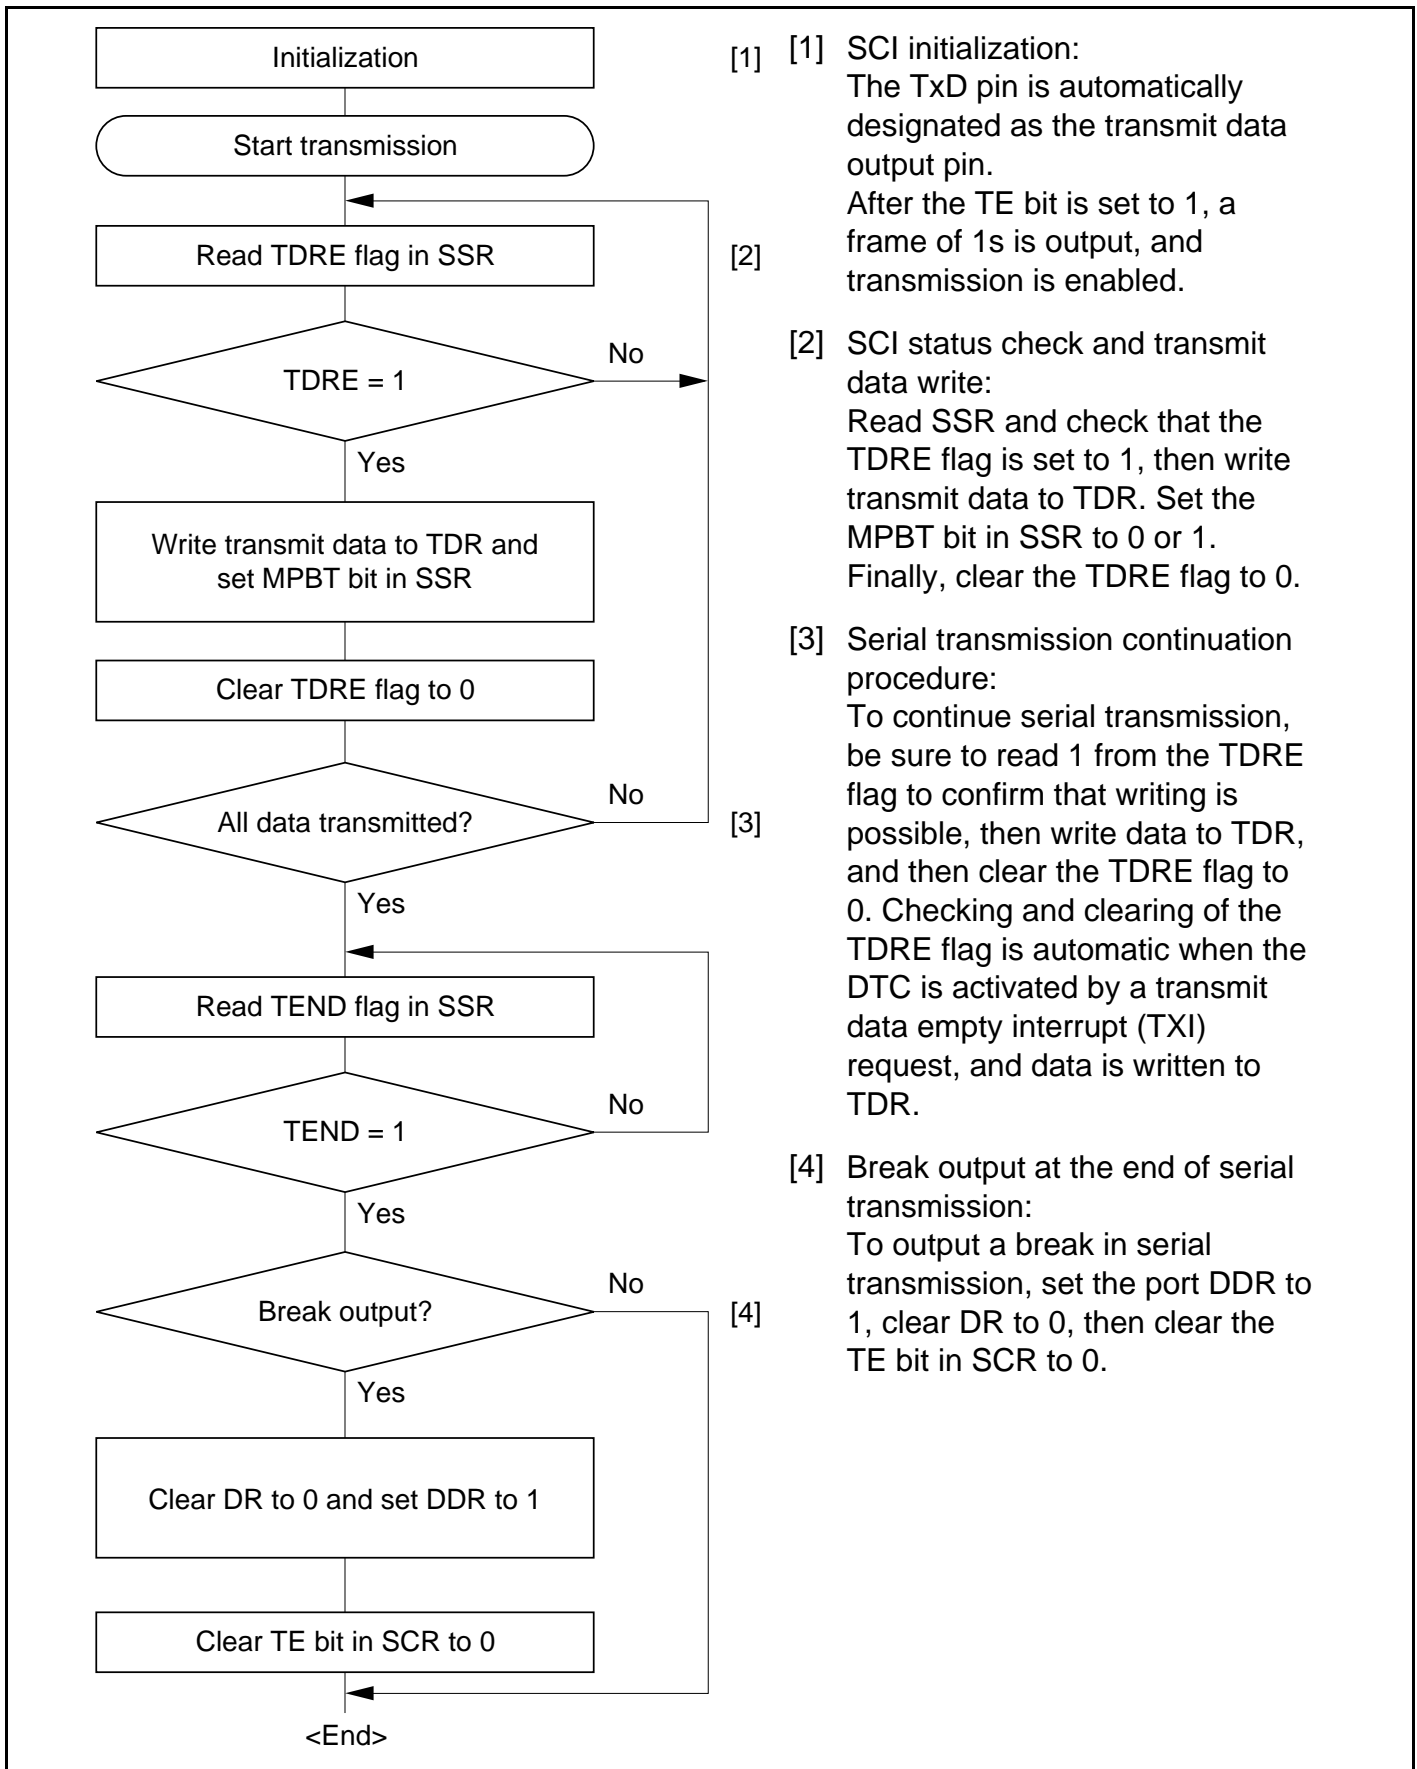 Initialization
[1]
Start transmission
Read TDRE flag in SSR
[2]
No
TDRE = 1
Yes
Write transmit data to TDR and
set MPBT bit in SSR
Clear TDRE flag to 0
No
All data transmitted?
[3]
Yes
Read TEND flag in SSR
No
TEND = 1
Yes
No
Break output?
[4]
Yes
Clear DR to 0 and set DDR to 1
Clear TE bit in SCR to 0
<End>
[1] SCI initialization:
The TxD pin is automatically
designated as the transmit data
output pin.
After the TE bit is set to 1, a
frame of 1s is output, and
transmission is enabled.
[2] SCI status check and transmit
data write:
Read SSR and check that the
TDRE flag is set to 1, then write
transmit data to TDR. Set the
MPBT bit in SSR to 0 or 1.
Finally, clear the TDRE flag to 0.
[3] Serial transmission continuation
procedure:
To continue serial transmission,
be sure to read 1 from the TDRE
flag to confirm that writing is
possible, then write data to TDR,
and then clear the TDRE flag to
0. Checking and clearing of the
TDRE flag is automatic when the
DTC is activated by a transmit
data empty interrupt (TXI)
request, and data is written to
TDR.
[4] Break output at the end of serial
transmission:
To output a break in serial
transmission, set the port DDR to
1, clear DR to 0, then clear the
TE bit in SCR to 0.